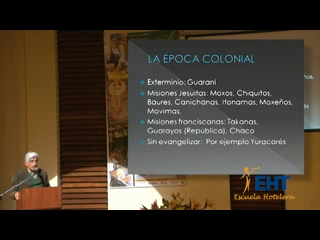 LA ÉPOCA COLONIAL
Exterminio: Guaraní
Misiones Jesuitas: Moxos, Chiquitos,
Baures, Canichanas, Itonamas, Moxeños,
Movimas.
Misiones franciscanas: Takanas,
Guarayos (República), Chaco
Sin evangelizar: Por ejemplo Yuracarés
EHT
Escuela Hotelera